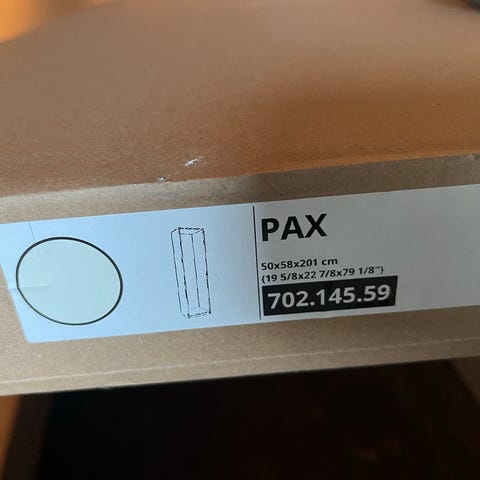 PAX
50x58x201 cm
(19 5/8x22 7/8x79 1/8")
702.145.59